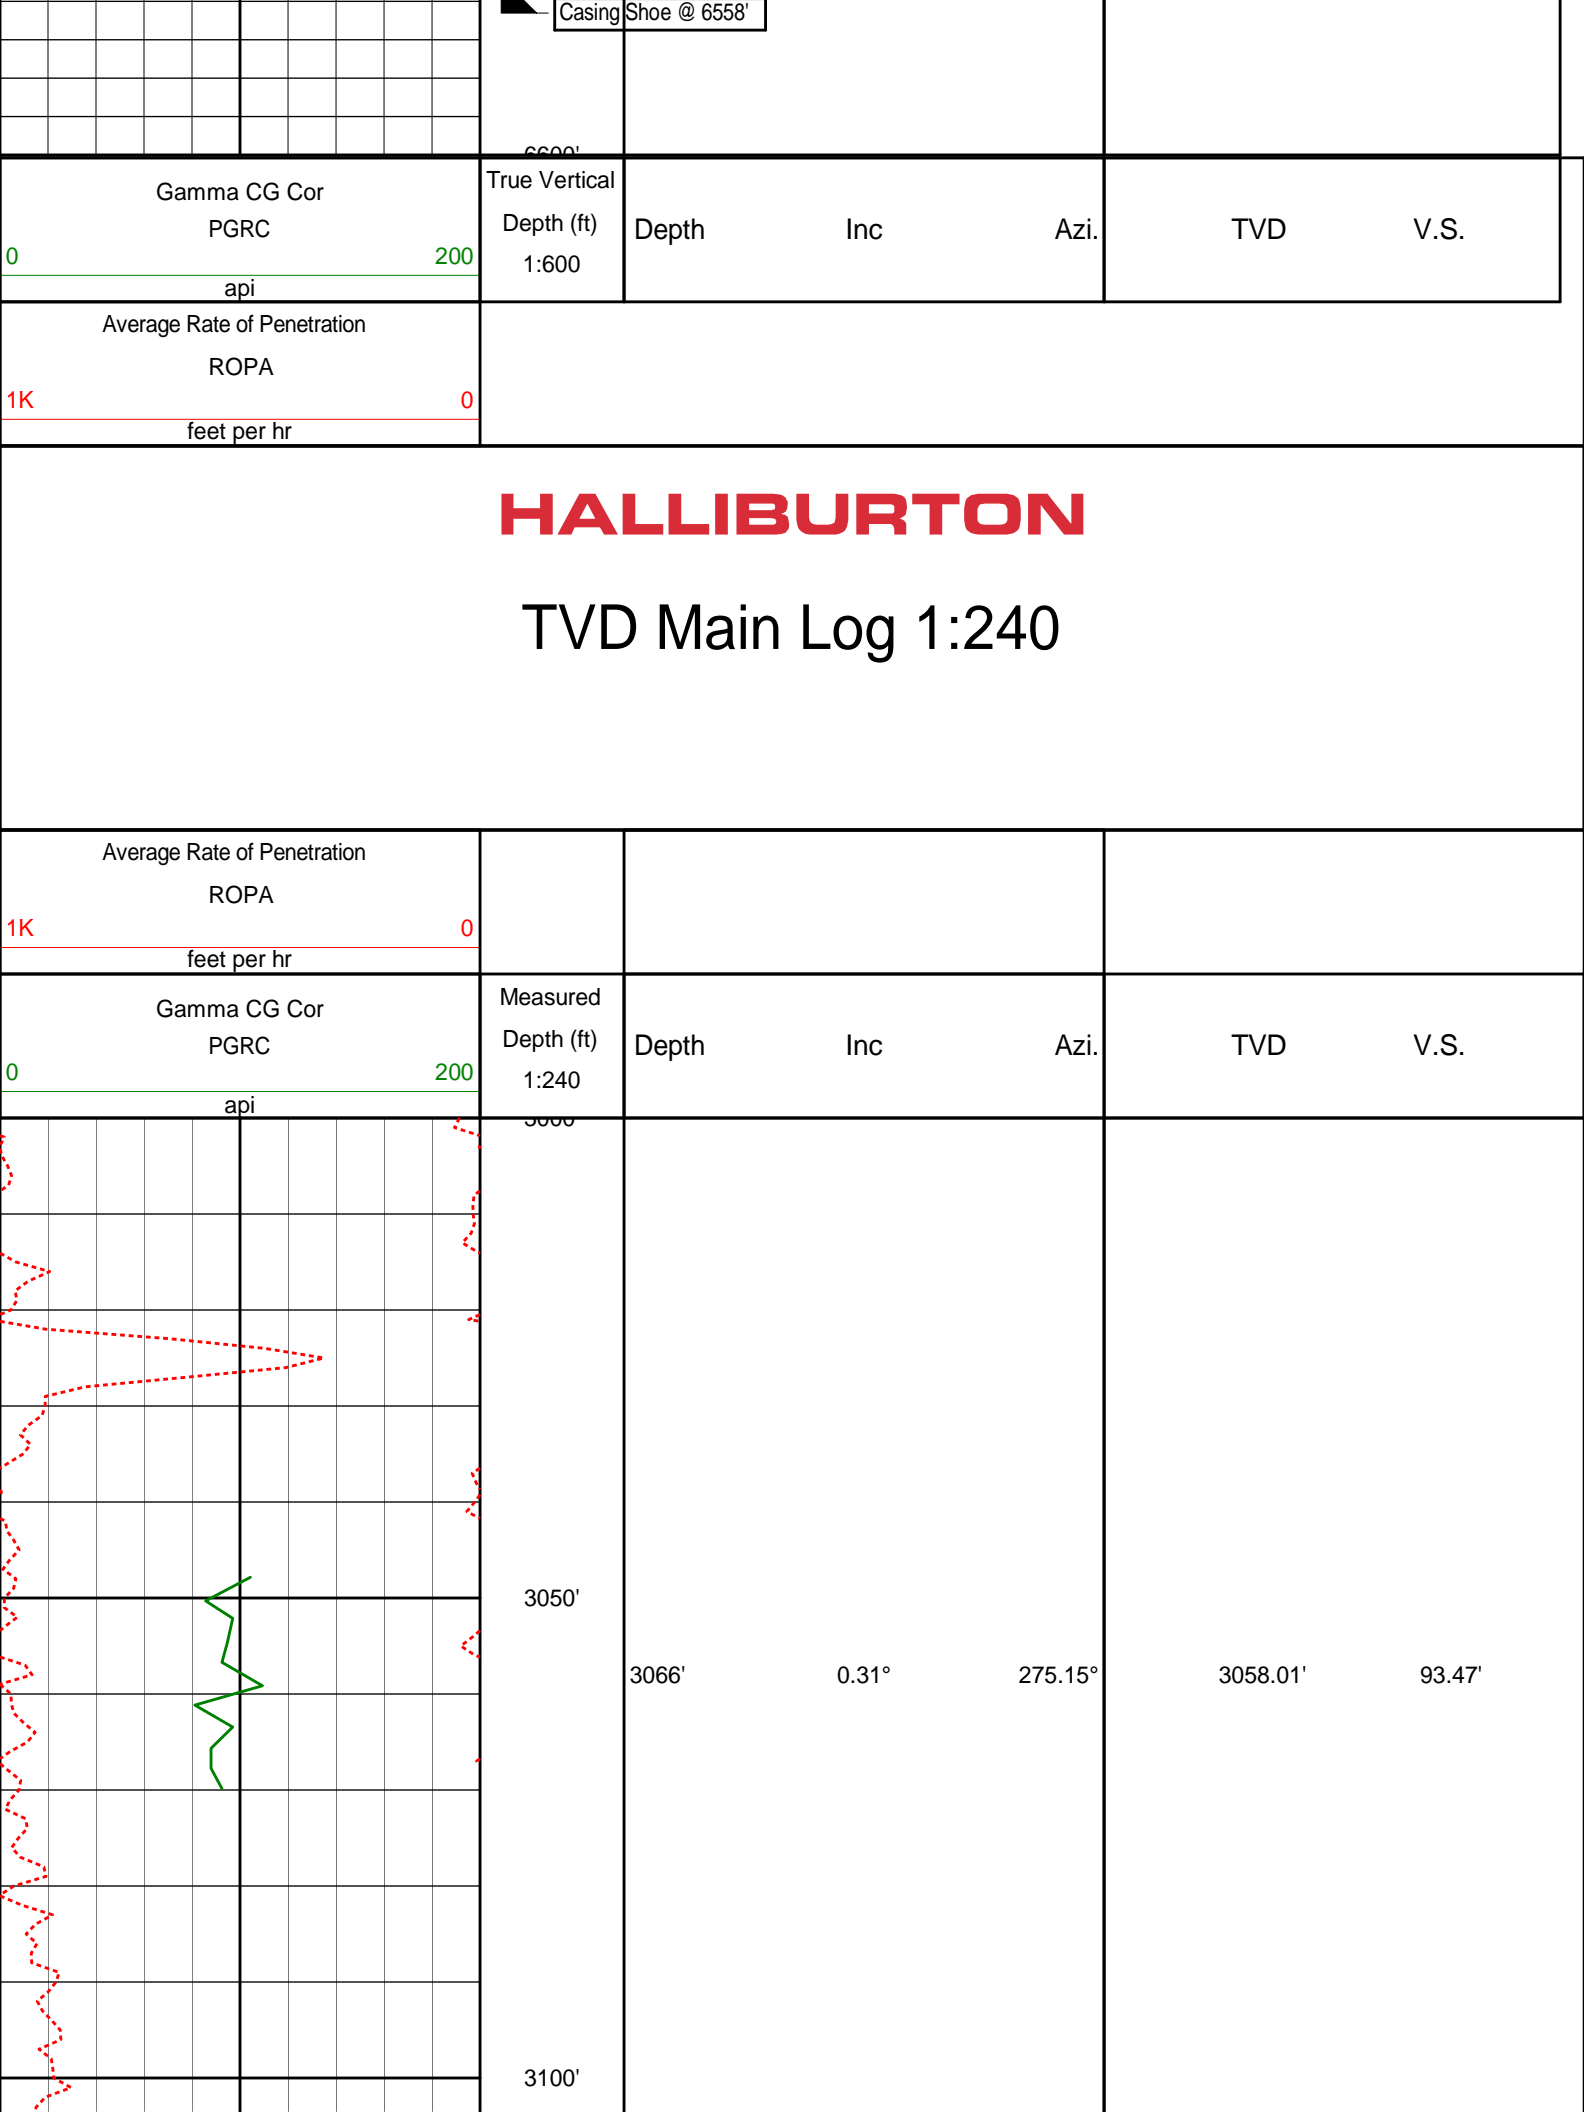 Casing Shoe @ 6558'
6600'
Gamma CG Cor
PGRC
0 200
api
True Vertical
Depth (ft)
1:600
Depth Inc Azi. TVD V.S.
Average Rate of Penetration
ROPA
1K 0
feet per hr
HALLIBURTON
TVD Main Log 1:240
Average Rate of Penetration
ROPA
1K 0
feet per hr
Gamma CG Cor
PGRC
0 200
api
Measured
Depth (ft)
1:240
Depth Inc Azi. TVD V.S.
3000'
3050'
3066' 0.31° 275.15° 3058.01' 93.47'
3100'